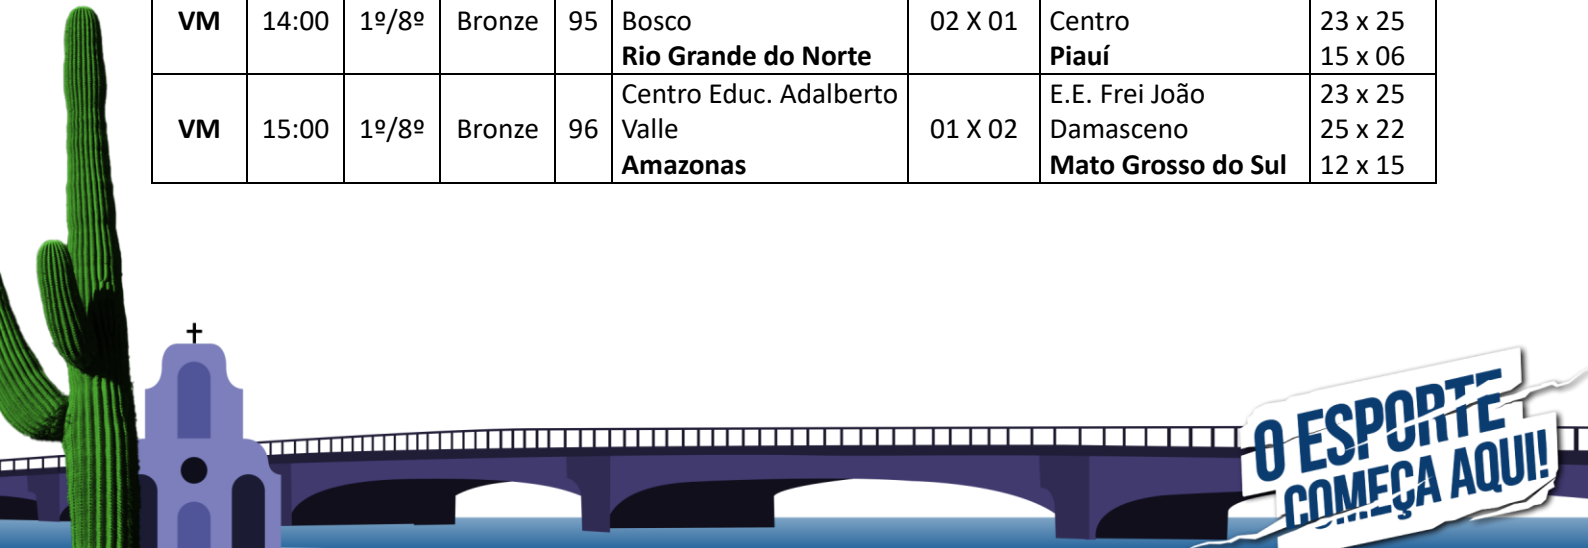 VM 14:00 1º/8º Bronze 95 Bosco 02 X 01 Centro 23 x 25
Rio Grande do Norte Piauí 15 x 06
Centro Educ. Adalberto E.E. Frei João 23 x 25
VM 15:00 1º/8º Bronze 96 Valle 01 X 02 Damasceno 25 x 22
Amazonas Mato Grosso do Sul 12 x 15
O ESPORTE
COMEÇA AQUI!